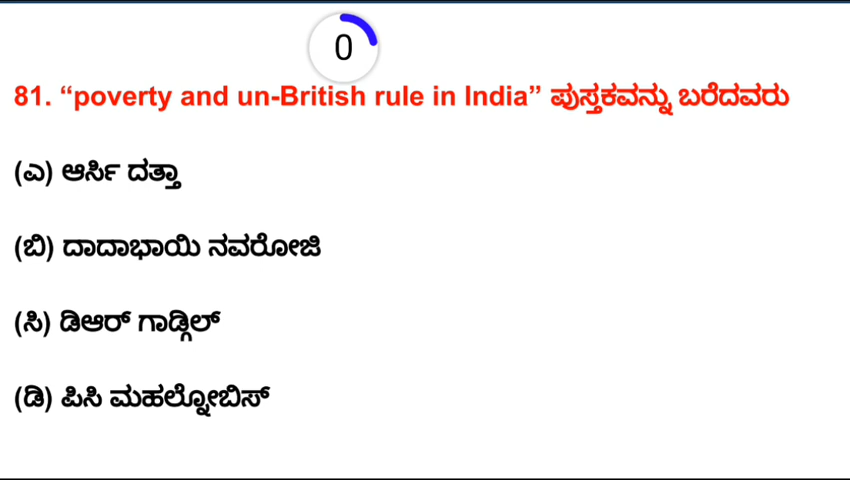 0
81. “poverty and un-British rule in India” ಪುಸ್ತಕವನ್ನು ಬರೆದವರು
(ಎ) ಆರ್ಸಿ ದತ್ತಾ
(ಬಿ) ದಾದಾಭಾಯಿ ನವರೋಜಿ
(ಸಿ) ಡಿಆರ್ ಗಾಡ್ಗಿಲ್
(ಡಿ) ಪಿಸಿ ಮಹಲ್ನೋಬಿಸ್